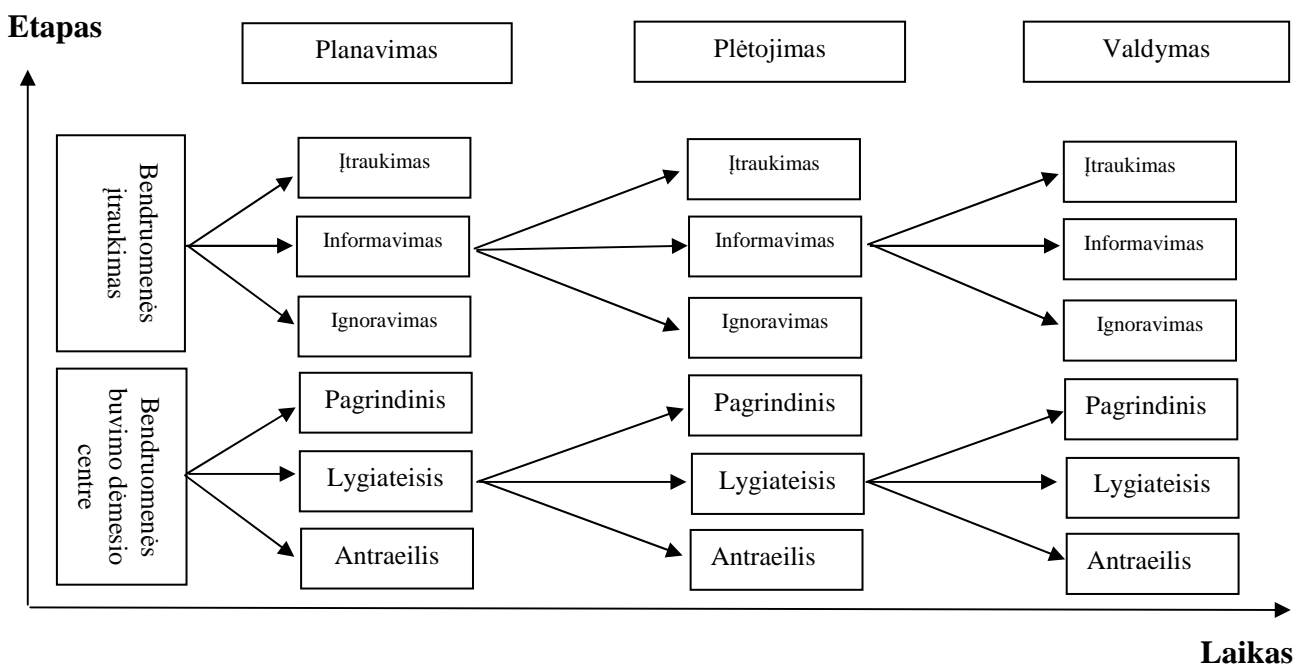 Etapas
Planavimas
Plėtojimas
Valdymas
Bendruomenės
įtraukimas
Įtraukimas
Informavimas
Ignoravimas
Įtraukimas
Informavimas
Ignoravimas
Įtraukimas
Informavimas
Ignoravimas
Bendruomenės
buvimo dėmesio
centre
Pagrindinis
Lygiateisis
Antraeilis
Pagrindinis
Lygiateisis
Antraeilis
Pagrindinis
Lygiateisis
Antraeilis
Laikas